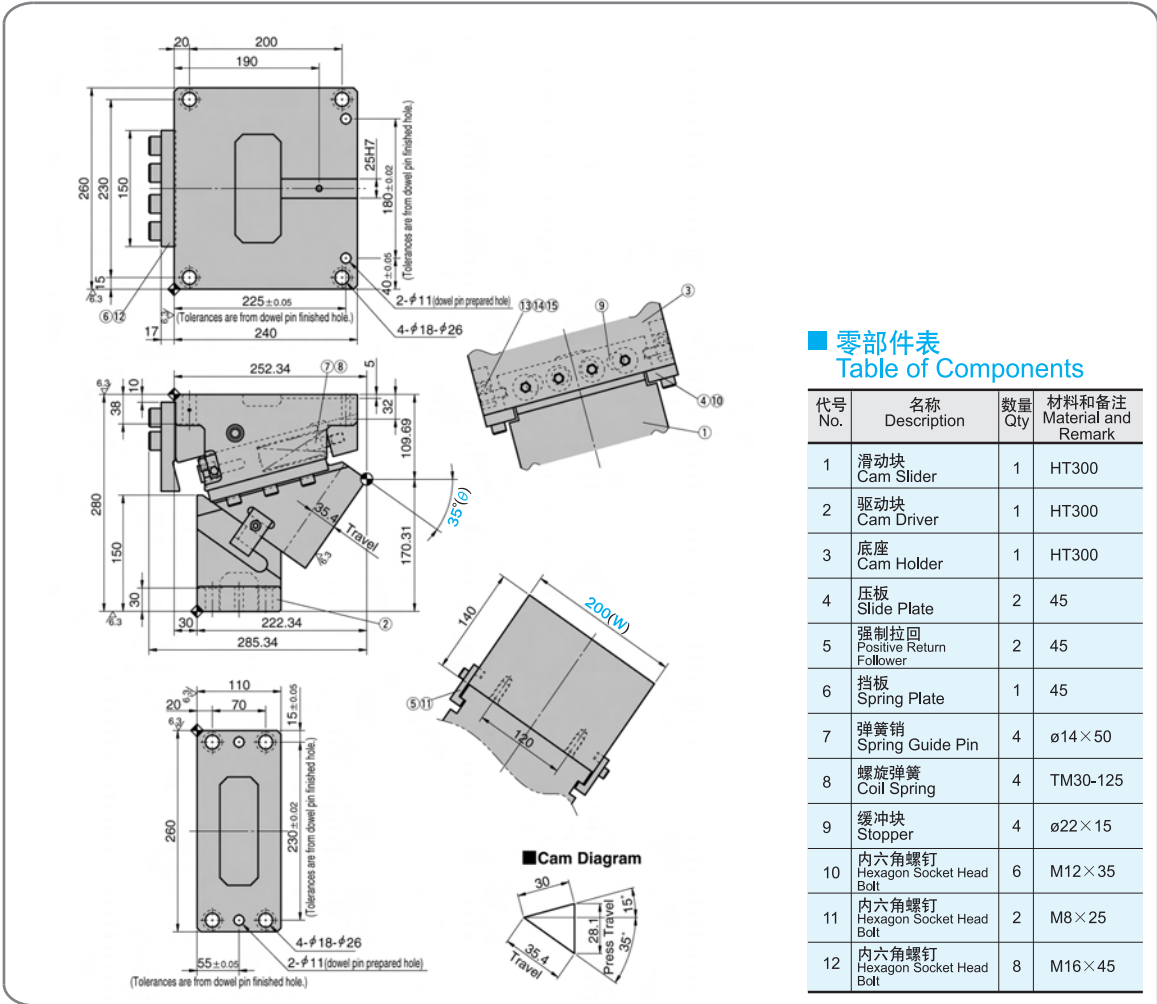 20
200
190
260
230
150
15
6.3
⑥⑫
17
6.3
25H7
180±0.02
40±0.05
(Tolerances are from dowel pin finished hole.)
225±0.05
(Tolerances are from dowel pin finished hole.)
240
2-ϕ11(dowel pin prepared hole)
4-ϕ18-ϕ26
⑬⑭⑮
⑨
③
④⑩
①
6.3
10
252.34
⑦⑧
5
38
32
109.69
280
150
30
35.4
Travel
6.3
35°(θ)
170.31
6.3
30
222.34
285.34
②
140
200(W)
⑤⑪
120
110
20
70
6.3
6.3
15±0.05
260
230±0.02
(Tolerances are from dowel pin finished hole.)
4-ϕ18-ϕ26
2-ϕ11(dowel pin prepared hole)
55±0.05
(Tolerances are from dowel pin finished hole.)
■Cam Diagram
30
15°
28.1
Press Travel
35°
35.4
Travel
■ 零部件表
Table of Components
代号 名称 数量 材料和备注
No. Description Qty Material and
Remark
1 滑动块 1 HT300
Cam Slider
2 驱动块 1 HT300
Cam Driver
3 底座 1 HT300
Cam Holder
4 压板 2 45
Slide Plate
5 强制拉回 2 45
Positive Return
Follower
6 挡板 1 45
Spring Plate
7 弹簧销 4 ø14×50
Spring Guide Pin
8 螺旋弹簧 4 TM30-125
Coil Spring
9 缓冲块 4 ø22×15
Stopper
10 内六角螺钉 6 M12×35
Hexagon Socket Head
Bolt
11 内六角螺钉 2 M8×25
Hexagon Socket Head
Bolt
12 内六角螺钉 8 M16×45
Hexagon Socket Head
Bolt